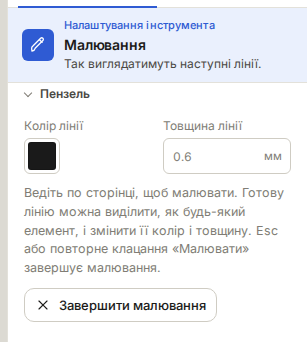 Налаштування інструмента
Малювання
Так виглядатимуть наступні лінії.
Пензель
Колір лінії
Товщина лінії
0.6 мм
Ведіть по сторінці, щоб малювати. Готову
лінію можна виділити, як будь-який
елемент, і змінити її колір і товщину. Esc
або повторне клацання «Малювати»
завершує малювання.
Завершити малювання